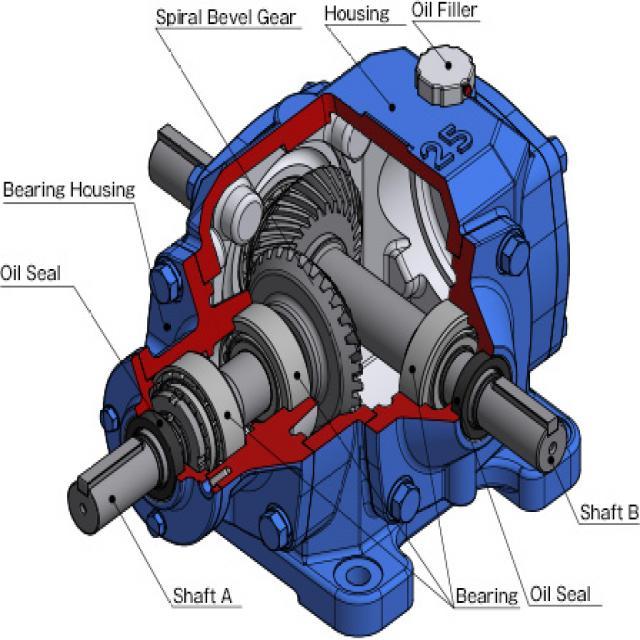 Spiral Bevel Gear
Housing
Oil Filler
25
Bearing Housing
Oil Seal
Shaft B
Shaft A
Bearing
Oil Seal